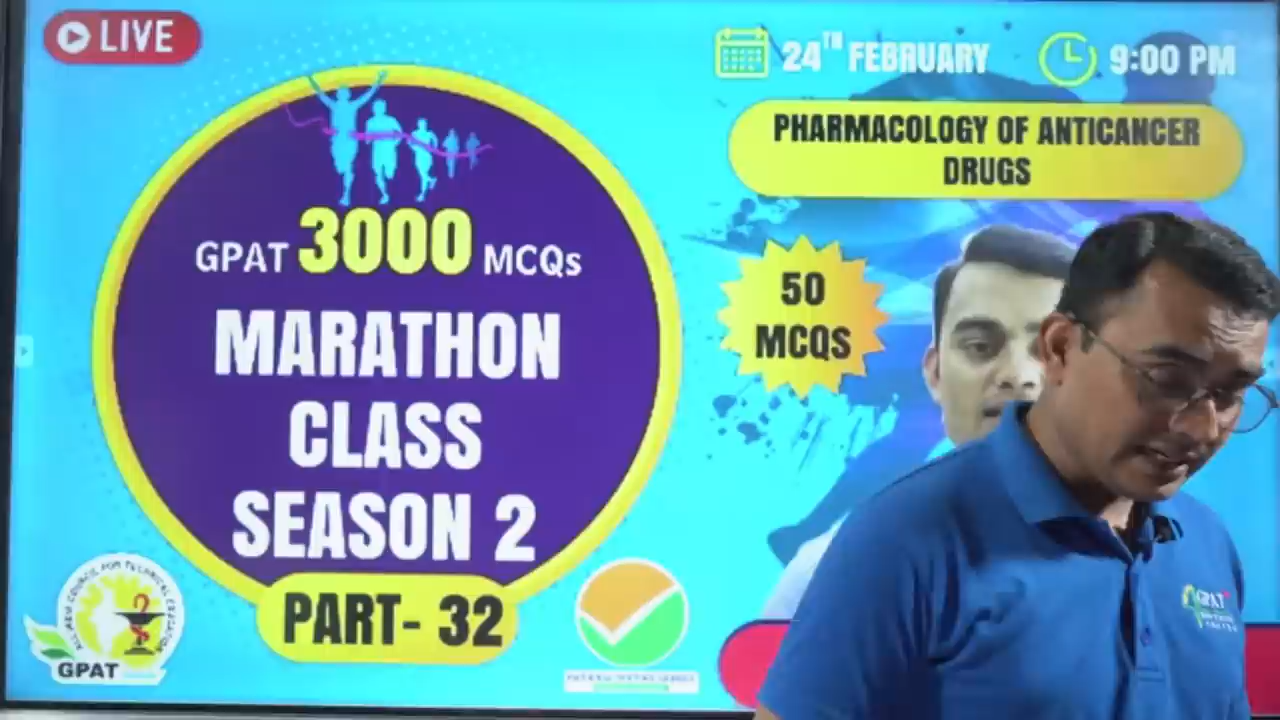 LIVE
24TH FEBRUARY
9:00 PM
PHARMACOLOGY OF ANTICANCER
DRUGS
GPAT 3000 MCQs
MARATHON
CLASS
SEASON 2
PART- 32
50
MCQS
GPAT
GPAT